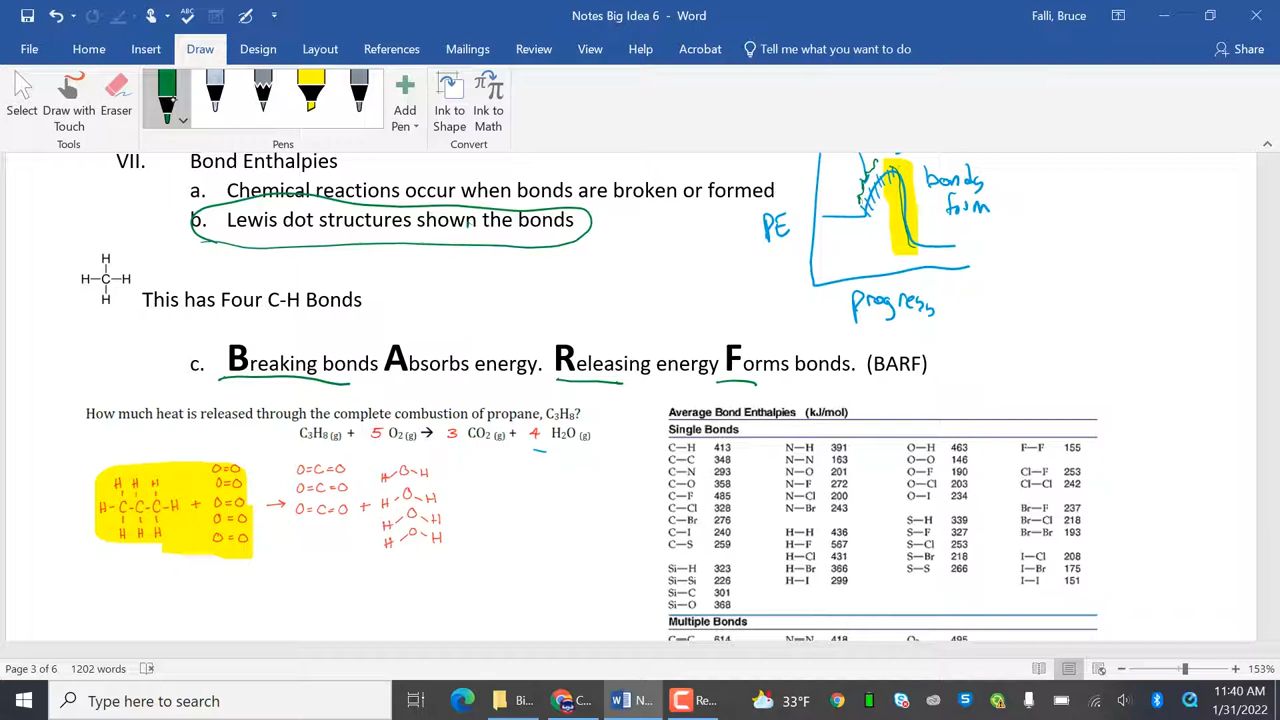 Notes Big Idea 6 - Word
Falli, Bruce
File Home Insert Draw Design Layout References Mailings Review View Help Acrobat Tell me what you want to do Share
Select Draw with Touch Eraser Add Pen Ink to Shape Ink to Math
Tools Pens Convert
VII. Bond Enthalpies
a. Chemical reactions occur when bonds are broken or formed
b. Lewis dot structures shown the bonds
bonds form
PE
progress
H
H—C—H
H
This has Four C-H Bonds
c. Breaking bonds Absorbs energy. Releasing energy Forms bonds. (BARF)
How much heat is released through the complete combustion of propane, C3H8?
C3H8 (g) + 5 O2 (g) → 3 CO2 (g) + 4 H2O (g)
H H H
H-C-C-C-H
H H H
+
O=O
O=O
O=O
O=O
O=O
→
O=C=O
O=C=O
O=C=O
+
H-O-H
H-O-H
H-O-H
H-O-H
Average Bond Enthalpies (kJ/mol)
Single Bonds
C—H 413 N—H 391 O—H 463 F—F 155
C—C 348 N—N 163 O—O 146
C—N 293 N—O 201 O—F 190 Cl—F 253
C—O 358 N—F 272 O—Cl 203 Cl—Cl 242
C—F 485 N—Cl 200 O—I 234
C—Cl 328 N—Br 243 Br—F 237
C—Br 276 S—H 339 Br—Cl 218
C—I 240 H—H 436 S—F 327 Br—Br 193
C—S 259 H—F 567 S—Cl 253
H—Cl 431 S—Br 218 I—Cl 208
Si—H 323 H—Br 366 S—S 266 I—Br 175
Si—Si 226 H—I 299 I—I 151
Si—C 301
Si—O 368
Multiple Bonds
C—C 614 N—N 418 O2 495
Page 3 of 6 1202 words 153%
Type here to search Bi... C... N... Re... 33°F 11:40 AM
1/31/2022